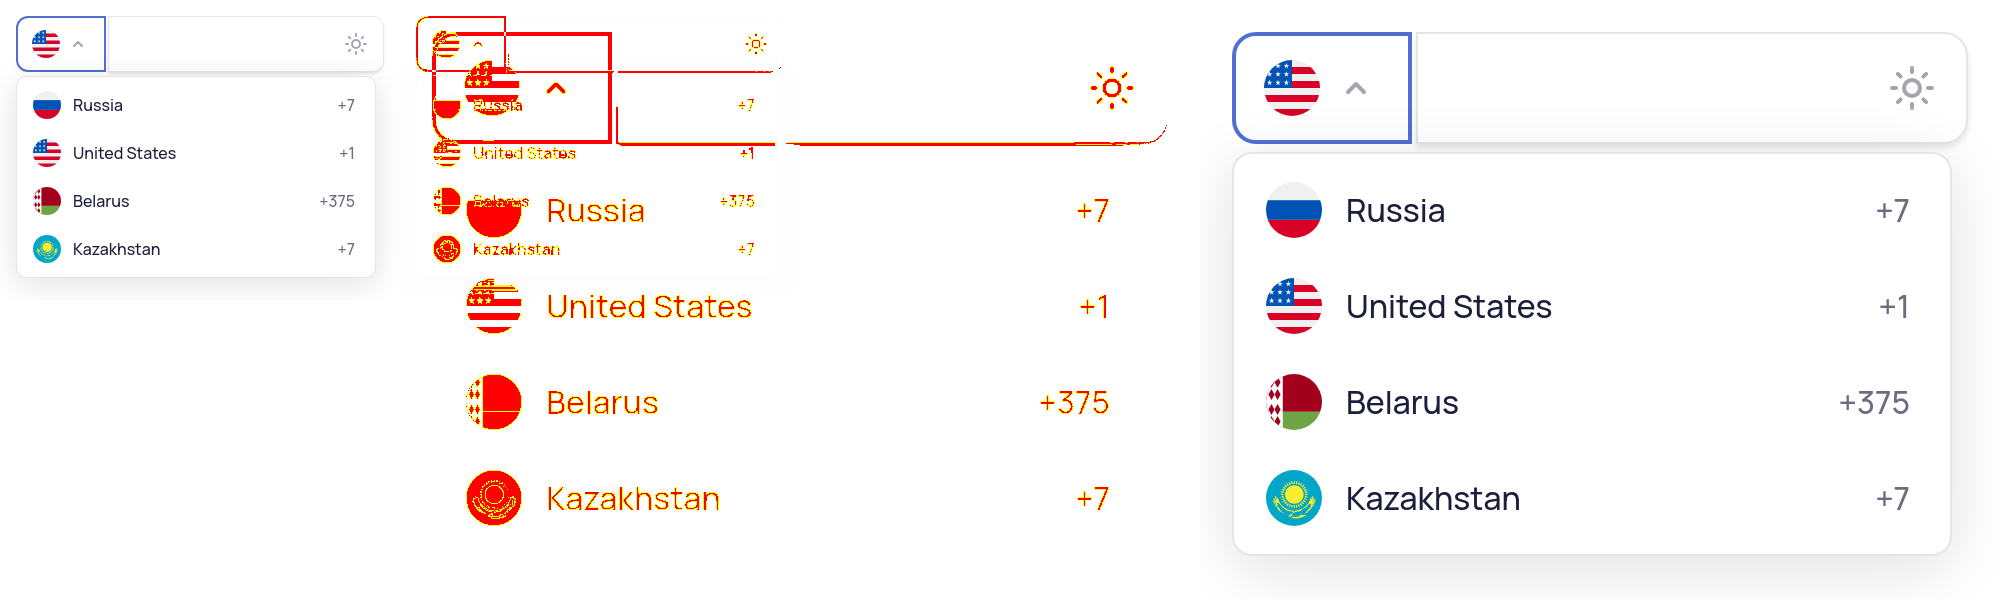 Russia +7
United States +1
Belarus +375
Kazakhstan +7
Russia +7
United States +1
Belarus +375
Kazakhstan +7
Russia +7
United States +1
Belarus +375
Kazakhstan +7
Russia +7
United States +1
Belarus +375
Kazakhstan +7